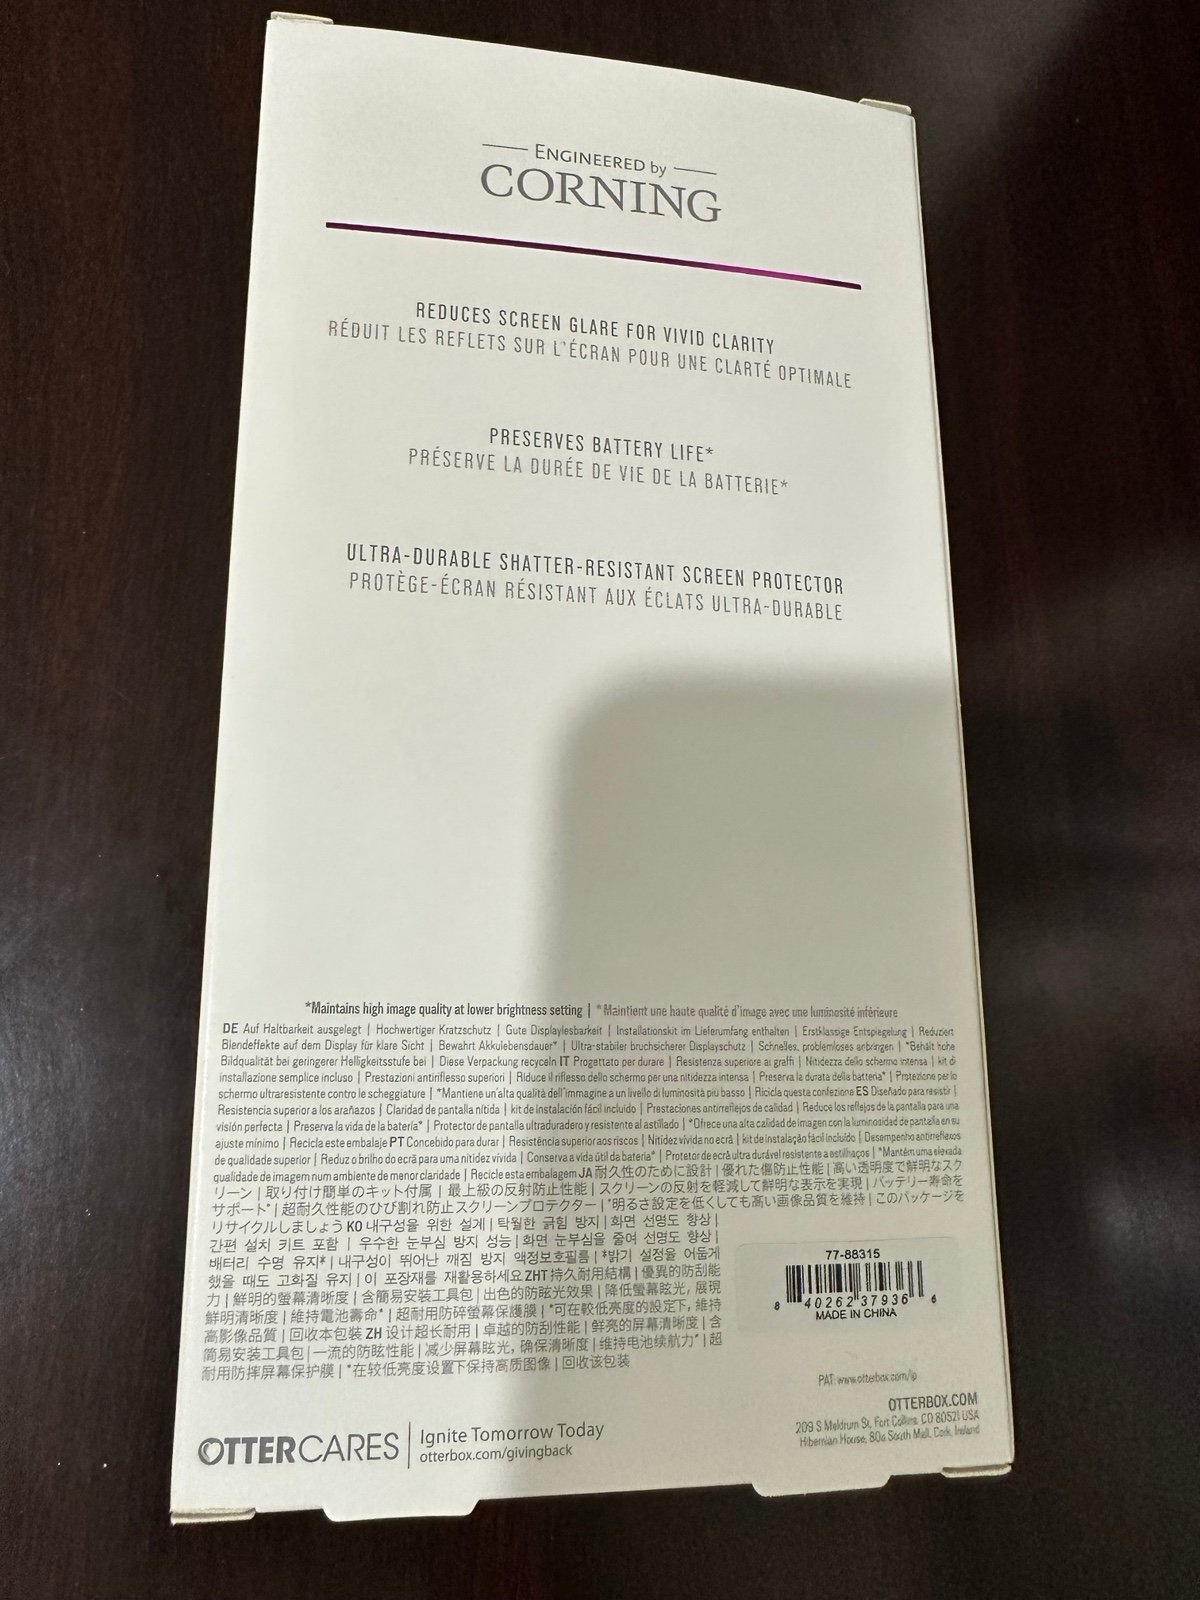 ENGINEERED by
CORNING
REDUCES SCREEN GLARE FOR VIVID CLARITY
RÉDUIT LES REFLETS SUR L'ÉCRAN POUR UNE CLARTÉ OPTIMALE
PRESERVES BATTERY LIFE*
PRÉSERVE LA DURÉE DE VIE DE LA BATTERIE*
ULTRA-DURABLE SHATTER-RESISTANT SCREEN PROTECTOR
PROTÈGE-ÉCRAN RÉSISTANT AUX ÉCLATS ULTRA-DURABLE
*Maintains high image quality at lower brightness setting | *Maintient une haute qualité d'image avec une luminosité inférieure
DE Auf Haltbarkeit ausgelegt | Hochwertiger Kratzschutz | Gute Displaylesbarkeit | Installationskit im Lieferumfang enthalten | Erstklassige Entspiegelung | Reduziert
Blendeffekte auf dem Display für klare Sicht | Bewahrt Akkulebensdauer* | Ultra-stabiler bruchsicherer Displayschutz | Schnelles, problemloses anbringen | *Behält hohe
Bildqualität bei geringerer Helligkeitsstufe bei | Diese Verpackung recyceln IT Progettato per durare | Resistenza superiore ai graffi | Nitidezza dello schermo intensa | kit di
installazione semplice incluso | Prestazioni antiriflesso superiori | Riduce il riflesso dello schermo per una nitidezza intensa | Preserva la durata della batteria* | Protezione per lo
schermo ultraresistente contro le scheggiature | *Mantiene un'alta qualità dell'immagine a un livello di luminosità più basso | Ricicla questa confezione ES Diseñado para resistir |
Resistencia superior a los arañazos | Claridad de pantalla nítida | kit de instalación fácil incluido | Prestaciones antirreflejos de calidad | Reduce los reflejos de la pantalla para una
visión perfecta | Preserva la vida de la batería* | Protector de pantalla ultraduradero y resistente al astillado | *Ofrece una alta calidad de imagen con la luminosidad de pantalla en su
ajuste mínimo | Recicla este embalaje PT Concebido para durar | Resistência superior aos riscos | Nitidez vívida no ecrã | kit de instalação fácil incluído | Desempenho antirreflexos
de qualidade superior | Reduz o brilho do ecrã para uma nitidez vívida | Conserva a vida útil da bateria* | Protetor de ecrã ultra durável resistente a estilhaços | *Mantém uma elevada
qualidade de imagem num ambiente de menor claridade | Recicle esta embalagem JA 耐久性のために設計 | 優れた傷防止性能 | 高い透明度で鮮明なスク
リーン | 取り付け簡単のキット付属 | 最上級の反射防止性能 | スクリーンの反射を軽減して鮮明な表示を実現 | バッテリー寿命を
サポート* | 超耐久性能のひび割れ防止スクリーンプロテクター | *明るさ設定を低くしても高い画像品質を維持 | このパッケージを
リサイクルしましょう KO 내구성을 위한 설계 | 탁월한 긁힘 방지 | 화면 선명도 향상 |
간편 설치 키트 포함 | 우수한 눈부심 방지 성능 | 화면 눈부심을 줄여 선명도 향상 |
배터리 수명 유지* | 내구성이 뛰어난 깨짐 방지 액정보호필름 | *밝기 설정을 어둡게
했을 때도 고화질 유지 | 이 포장재를 재활용하세요 ZHT 持久耐用結構 | 優異的防刮能
力 | 鮮明的螢幕清晰度 | 含簡易安裝工具包 | 出色的防眩光效果 | 降低螢幕眩光, 展現
鮮明清晰度 | 維持電池壽命* | 超耐用防碎螢幕保護膜 | *可在較低亮度的設定下, 維持
高影像品質 | 回收本包裝 ZH 设计超长耐用 | 卓越的防刮性能 | 鲜亮的屏幕清晰度 | 含
简易安装工具包 | 一流的防眩性能 | 减少屏幕眩光, 确保清晰度 | 维持电池续航力* | 超
耐用防摔屏幕保护膜 | *在较低亮度设置下保持高质图像 | 回收该包装
77-88315
8 40262 37936 6
MADE IN CHINA
PAT: www.otterbox.com/ip
OTTERBOX.COM
209 S Meldrum St, Fort Collins, CO 80521 USA
Hibernian House, 80a South Mall, Cork, Ireland
OTTERCARES | Ignite Tomorrow Today
otterbox.com/givingback